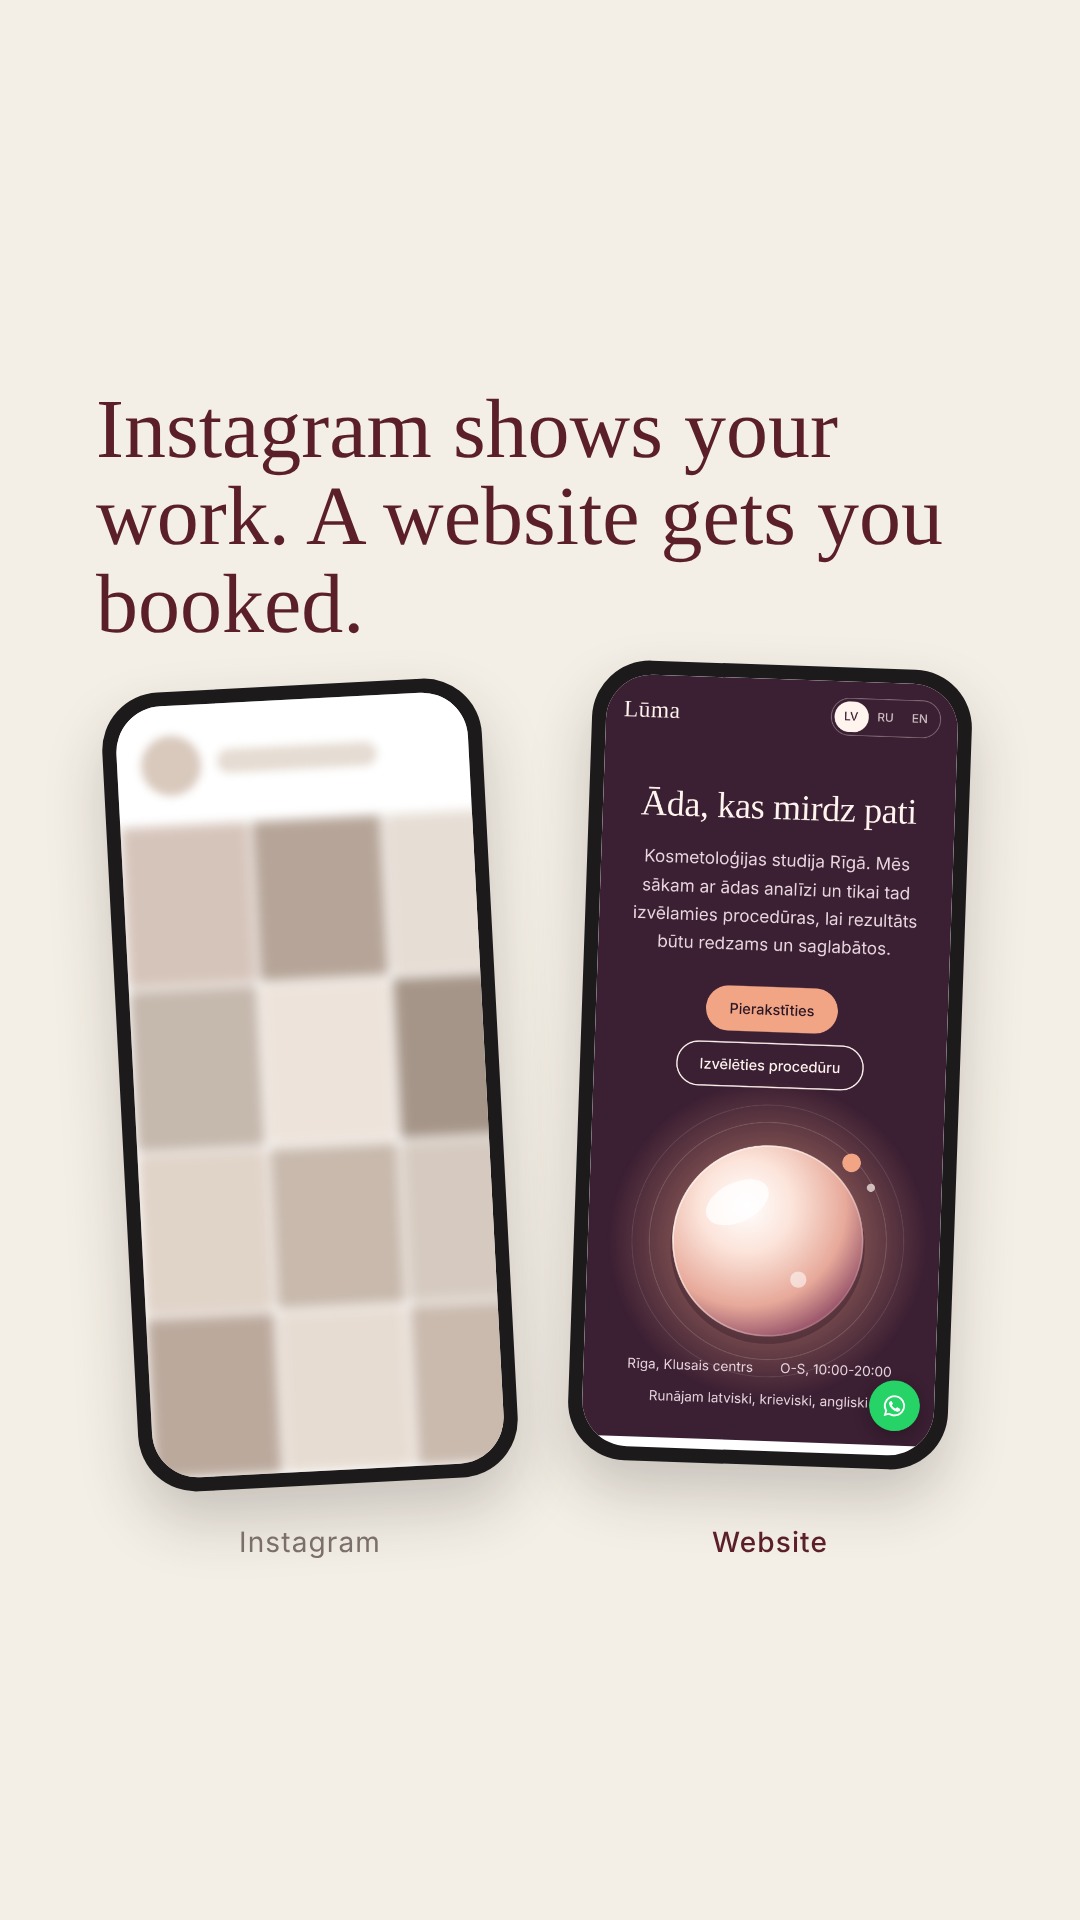 Instagram shows your
work. A website gets you
booked.
Lūma
LV RU EN
Āda, kas mirdz pati
Kosmetoloģijas studija Rīgā. Mēs
sākam ar ādas analīzi un tikai tad
izvēlamies procedūras, lai rezultāts
būtu redzams un saglabātos.
Pierakstīties
Izvēlēties procedūru
Rīga, Klusais centrs O-S, 10:00-20:00
Runājam latviski, krieviski, angliski
Instagram
Website